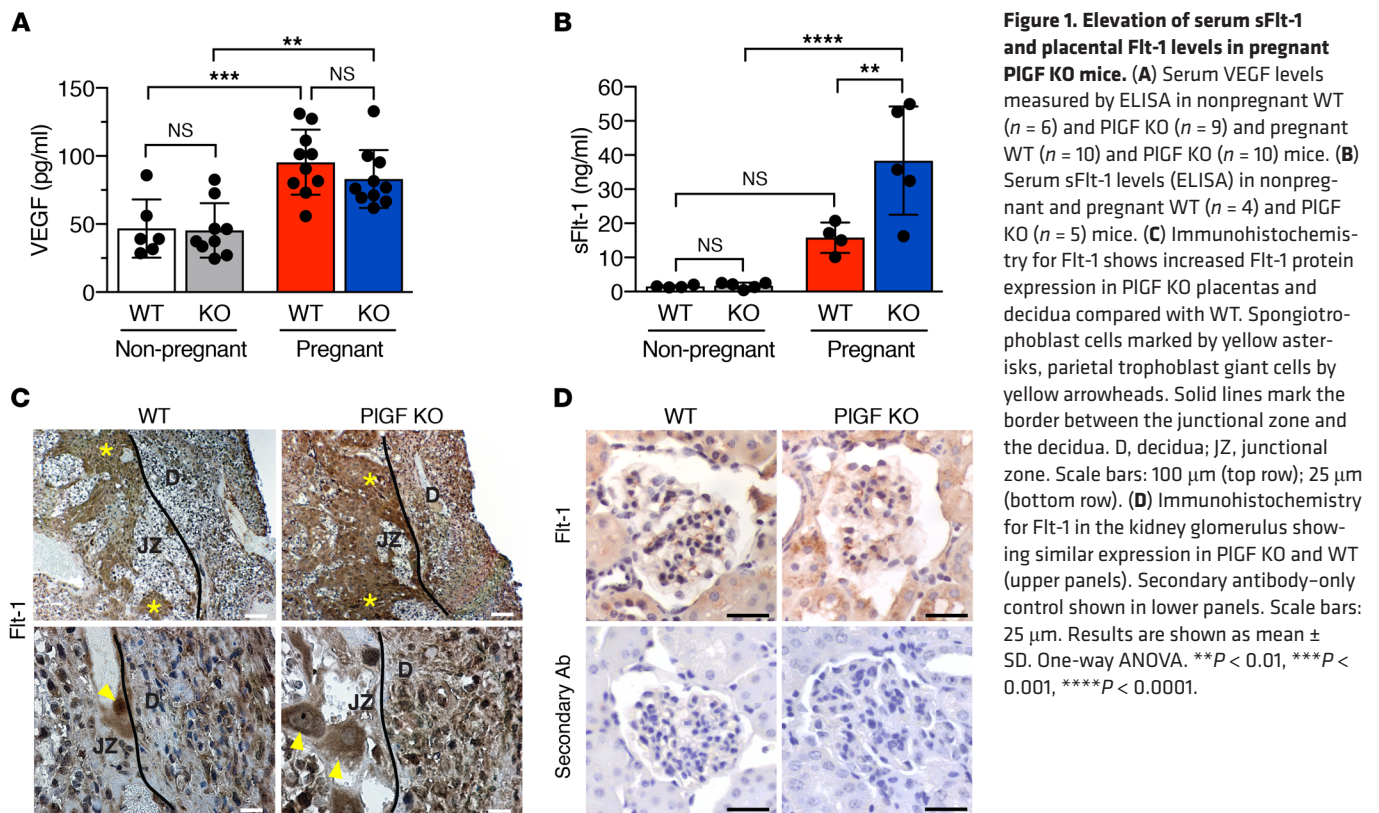 A
**
***
NS
NS
150
100
50
0
VEGF (pg/ml)
WT
KO
WT
KO
Non-pregnant
Pregnant
B
****
**
NS
NS
60
50
40
30
20
10
0
sFlt-1 (ng/ml)
WT
KO
WT
KO
Non-pregnant
Pregnant
C
WT
PlGF KO
Flt-1
*
D
JZ
*
*
D
JZ
*
D
JZ
D
JZ
D
WT
PlGF KO
Flt-1
Secondary Ab
Figure 1. Elevation of serum sFlt-1
and placental Flt-1 levels in pregnant
PlGF KO mice. (A) Serum VEGF levels
measured by ELISA in nonpregnant WT
(n = 6) and PlGF KO (n = 9) and pregnant
WT (n = 10) and PlGF KO (n = 10) mice. (B)
Serum sFlt-1 levels (ELISA) in nonpreg-
nant and pregnant WT (n = 4) and PlGF
KO (n = 5) mice. (C) Immunohistochemis-
try for Flt-1 shows increased Flt-1 protein
expression in PlGF KO placentas and
decidua compared with WT. Spongiotro-
phoblast cells marked by yellow aster-
isks, parietal trophoblast giant cells by
yellow arrowheads. Solid lines mark the
border between the junctional zone and
the decidua. D, decidua; JZ, junctional
zone. Scale bars: 100 μm (top row); 25 μm
(bottom row). (D) Immunohistochemistry
for Flt-1 in the kidney glomerulus show-
ing similar expression in PlGF KO and WT
(upper panels). Secondary antibody–only
control shown in lower panels. Scale bars:
25 μm. Results are shown as mean ±
SD. One-way ANOVA. **P < 0.01, ***P <
0.001, ****P < 0.0001.